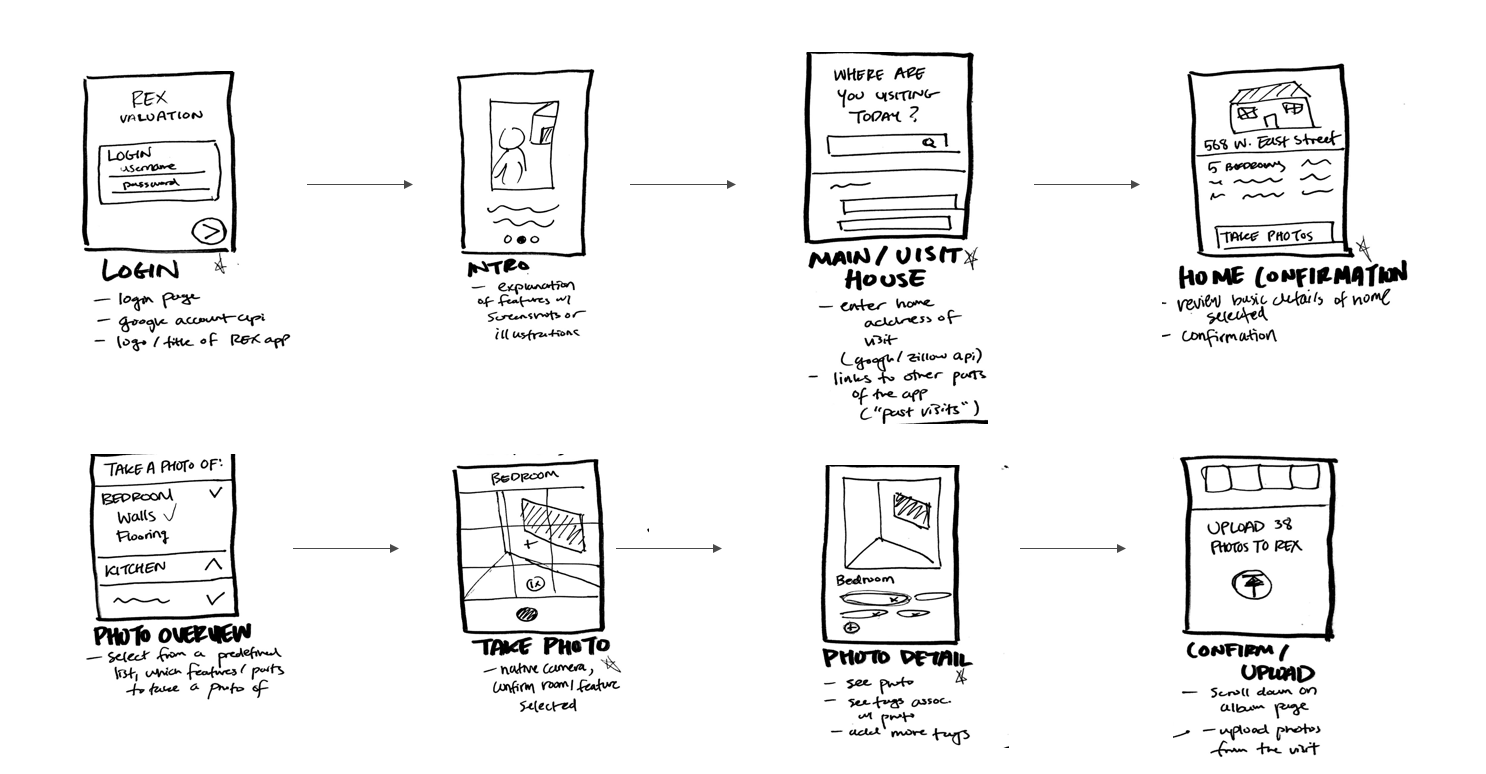 REX
VALUATION
LOGIN
username
password
LOGIN
— login page
— google account api
— logo / title of REX app
INTRO
— explanation
of features w/
screenshots or
illustrations
WHERE ARE
YOU VISITING
TODAY?
MAIN / VISIT
HOUSE
— enter home
address of
visit
(google / zillow api)
— links to other parts
of the app
("past visits")
568 W. East Street
5 BEDROOMS
TAKE PHOTOS
HOME CONFIRMATION
- review basic details of home
selected
— confirmation
TAKE A PHOTO OF:
BEDROOM
Walls
Flooring
KITCHEN
PHOTO OVERVIEW
— select from a predefined
list, which features / parts
to take a photo of
BEDROOM
1x
TAKE PHOTO
— native camera,
confirm room / feature
selected
Bedroom
PHOTO DETAIL
— see photo
— see tags assoc.
w/ photo
— add more tags
UPLOAD 38
PHOTOS TO REX
CONFIRM /
UPLOAD
— scroll down on
album page
— upload photos
from the visit